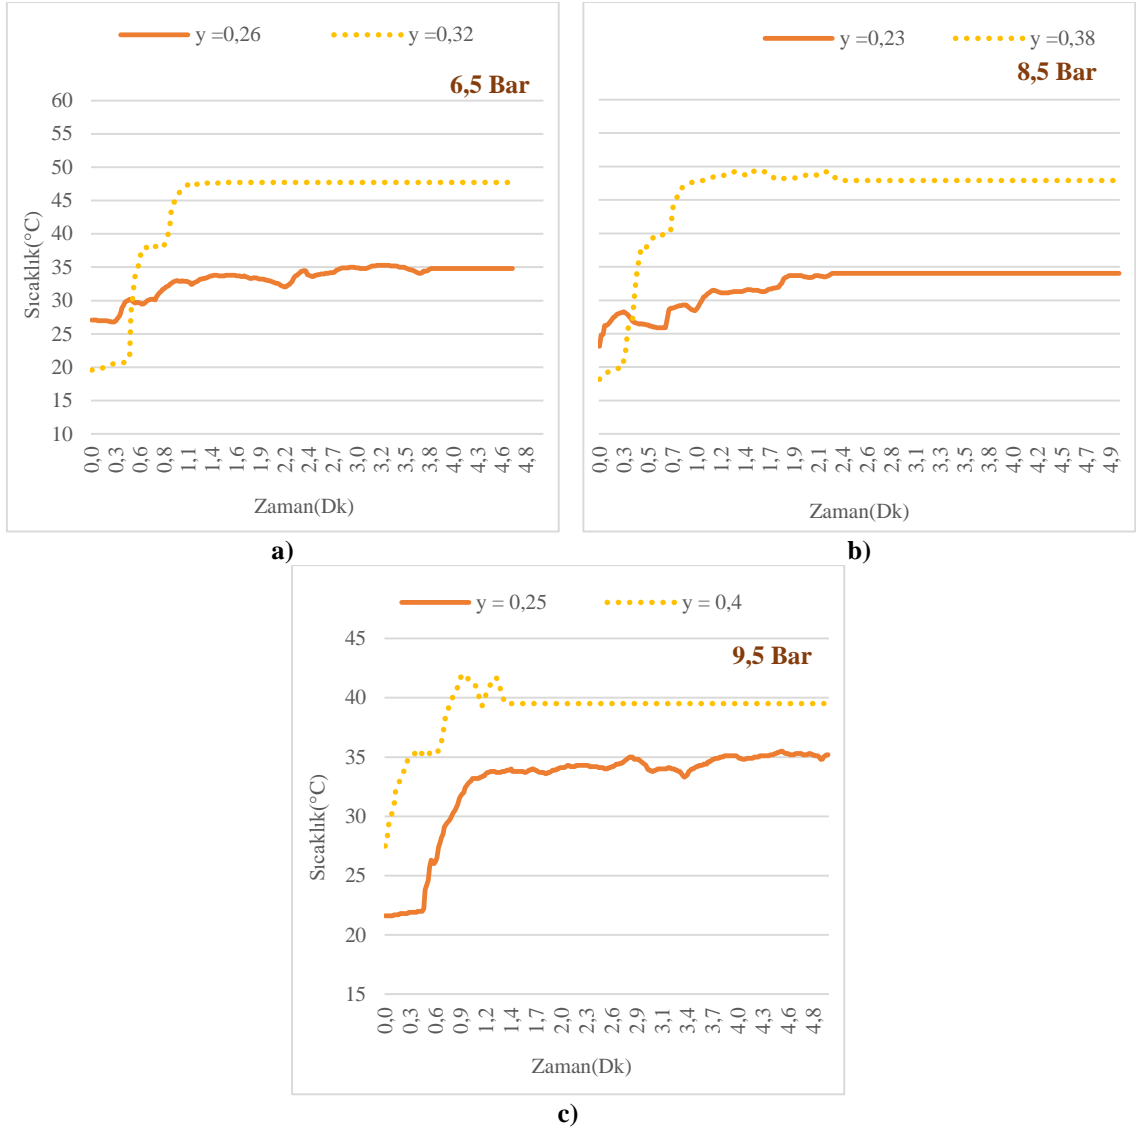 y =0,26 y =0,32
6,5 Bar
60
55
50
45
40
35
30
25
20
15
10
Sıcaklık(°C)
0,0 0,3 0,6 0,8 1,1 1,4 1,6 1,9 2,2 2,4 2,7 3,0 3,2 3,5 3,8 4,0 4,3 4,6 4,8
Zaman(Dk)
a)
y =0,23 y =0,38
8,5 Bar
0,0 0,3 0,5 0,7 1,0 1,2 1,4 1,7 1,9 2,1 2,4 2,6 2,8 3,1 3,3 3,5 3,8 4,0 4,2 4,5 4,7 4,9
Zaman(Dk)
b)
y = 0,25 y = 0,4
9,5 Bar
45
40
35
30
25
20
15
Sıcaklık(°C)
0,0 0,3 0,6 0,9 1,2 1,4 1,7 2,0 2,3 2,6 2,9 3,1 3,4 3,7 4,0 4,3 4,6 4,8
Zaman(Dk)
c)